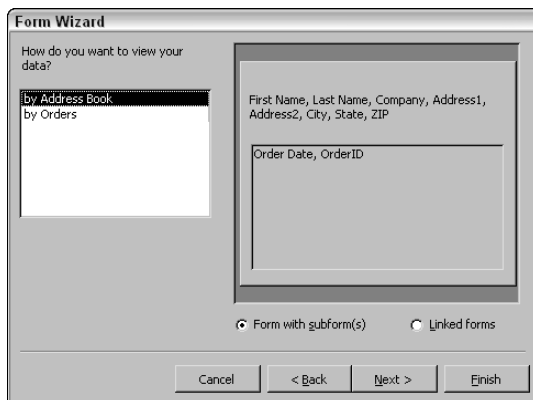 Form Wizard
How do you want to view your
data?
by Address Book
by Orders
First Name, Last Name, Company, Address1,
Address2, City, State, ZIP
Order Date, OrderID
Form with subform(s)
Linked forms
Cancel
< Back
Next >
Finish